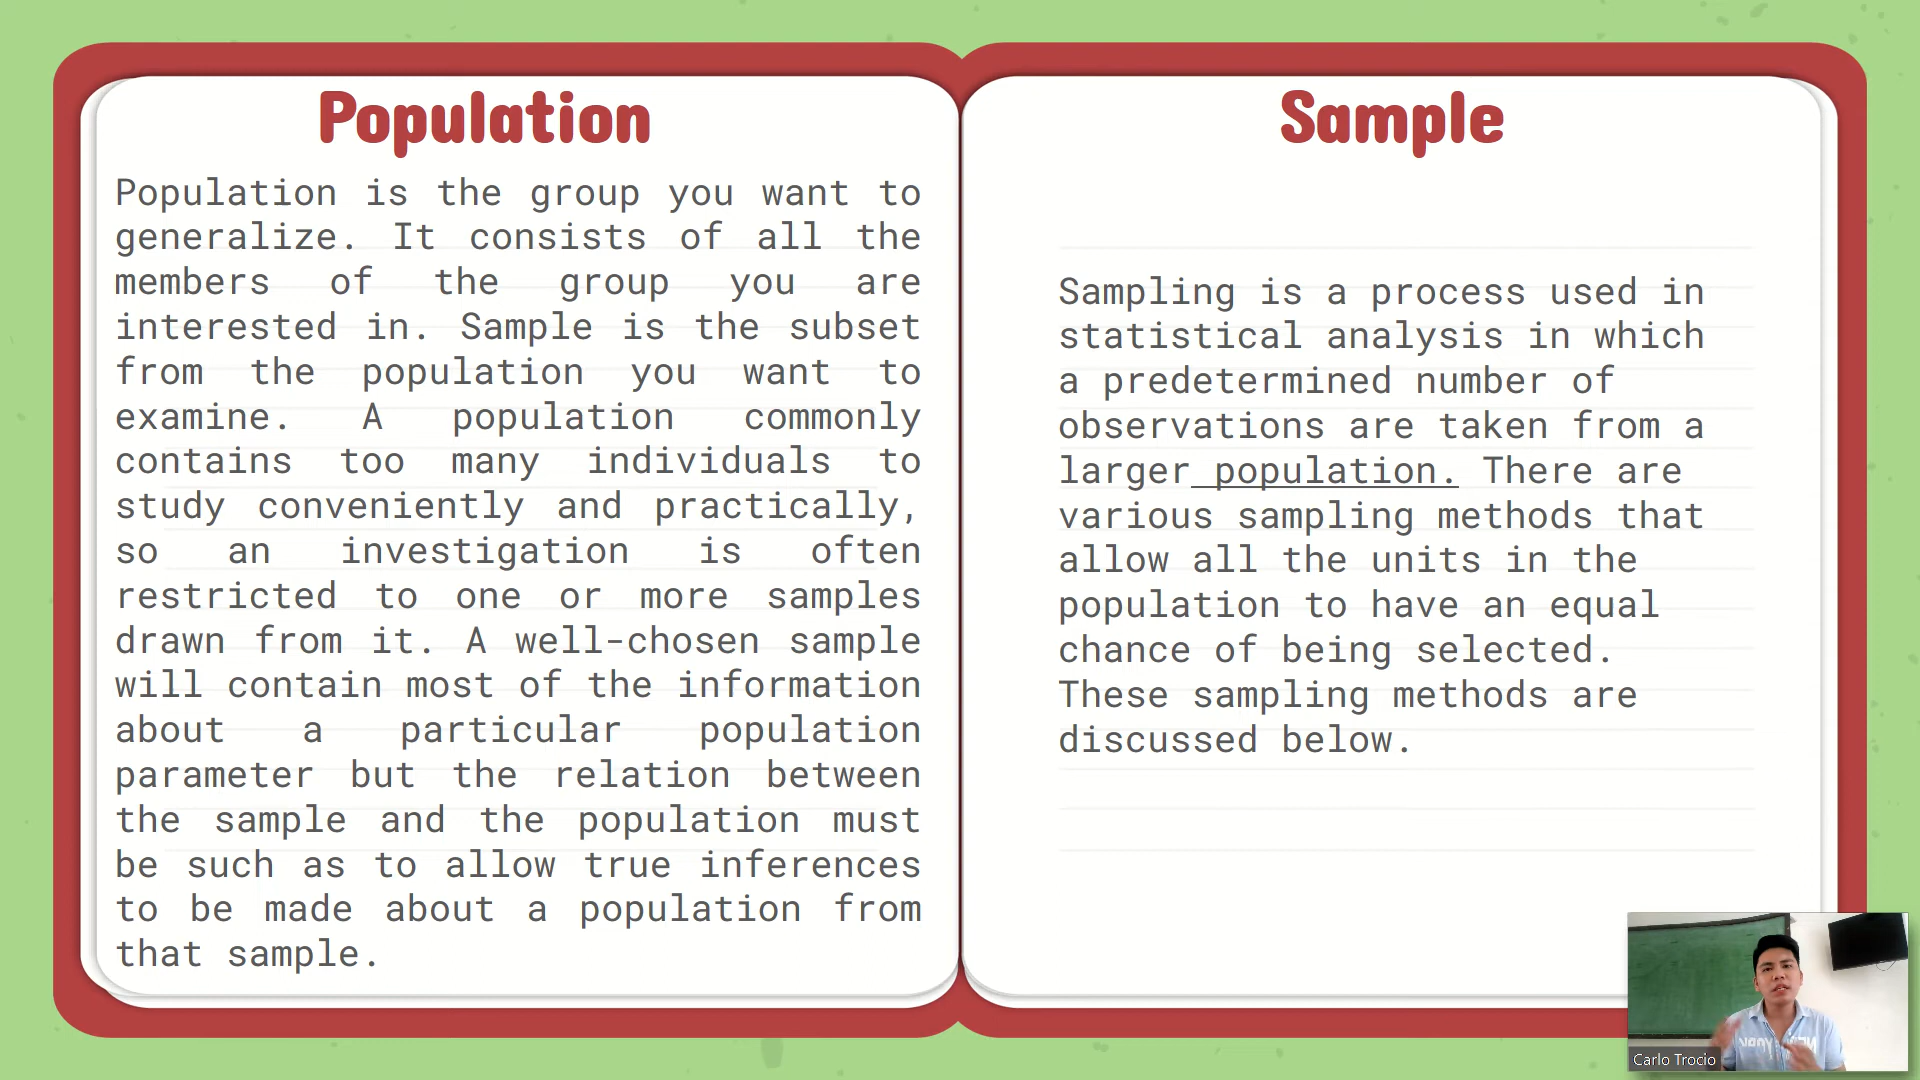 Population
Population is the group you want to
generalize. It consists of all the
members of the group you are
interested in. Sample is the subset
from the population you want to
examine. A population commonly
contains too many individuals to
study conveniently and practically,
so an investigation is often
restricted to one or more samples
drawn from it. A well-chosen sample
will contain most of the information
about a particular population
parameter but the relation between
the sample and the population must
be such as to allow true inferences
to be made about a population from
that sample.
Sample
Sampling is a process used in
statistical analysis in which
a predetermined number of
observations are taken from a
larger population. There are
various sampling methods that
allow all the units in the
population to have an equal
chance of being selected.
These sampling methods are
discussed below.
Carlo Trocio